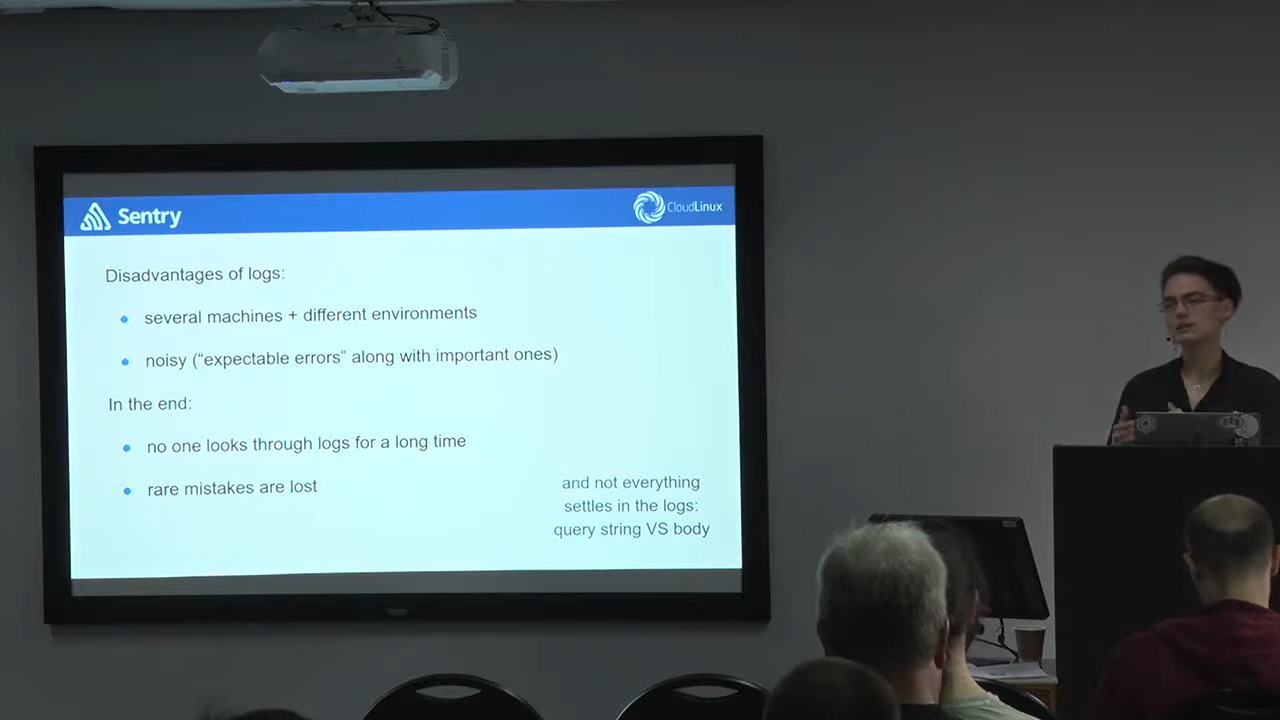 Sentry
CloudLinux
Disadvantages of logs:
several machines + different environments
noisy (“expectable errors” along with important ones)
In the end:
no one looks through logs for a long time
rare mistakes are lost
and not everything
settles in the logs:
query string VS body